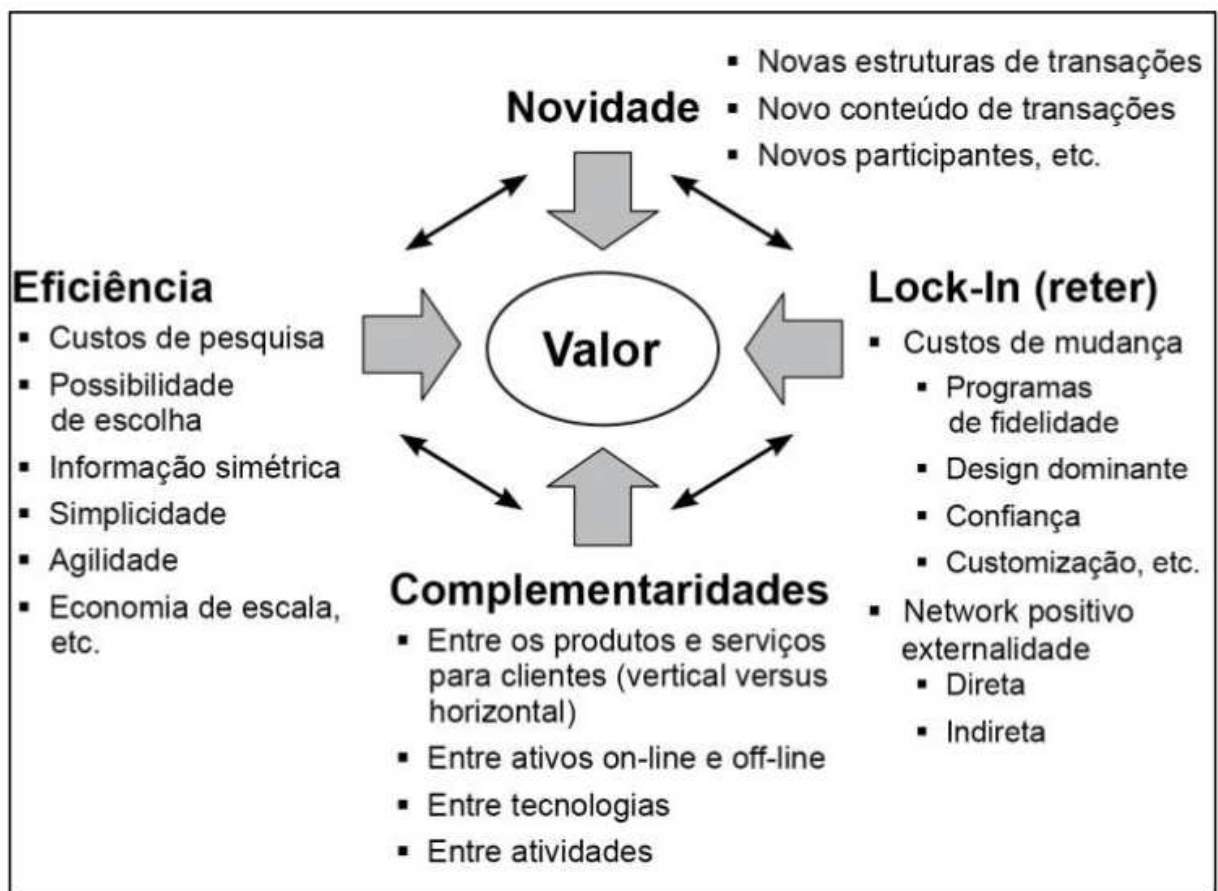 Novidade
▪ Novas estruturas de transações
▪ Novo conteúdo de transações
▪ Novos participantes, etc.
Eficiência
▪ Custos de pesquisa
▪ Possibilidade
de escolha
▪ Informação simétrica
▪ Simplicidade
▪ Agilidade
▪ Economia de escala,
etc.
Valor
Lock-In (reter)
▪ Custos de mudança
▪ Programas
de fidelidade
▪ Design dominante
▪ Confiança
▪ Customização, etc.
▪ Network positivo
externalidade
▪ Direta
▪ Indireta
Complementaridades
▪ Entre os produtos e serviços
para clientes (vertical versus
horizontal)
▪ Entre ativos on-line e off-line
▪ Entre tecnologias
▪ Entre atividades